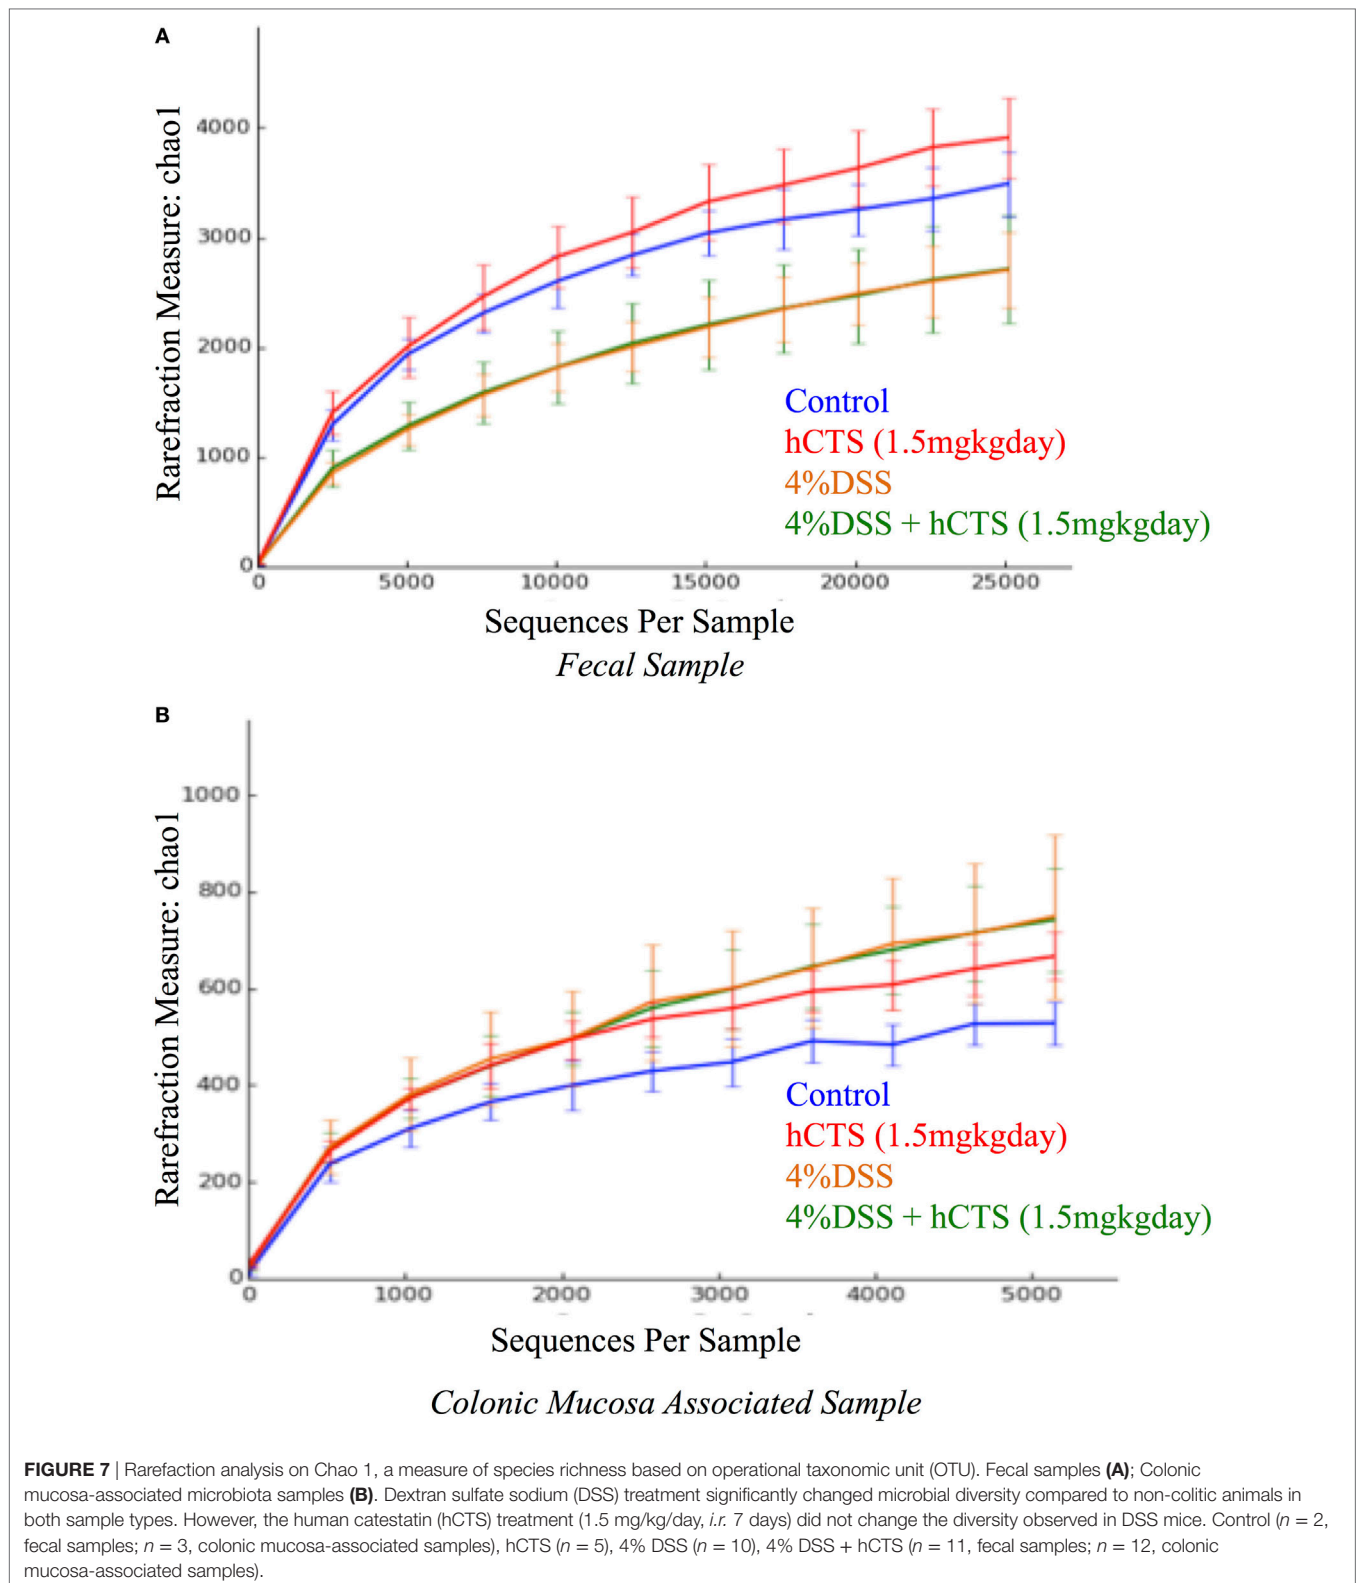 A
Rarefraction Measure: chao1
4000
3000
2000
1000
0
0 5000 10000 15000 20000 25000
Control
hCTS (1.5mgkgday)
4%DSS
4%DSS + hCTS (1.5mgkgday)
Sequences Per Sample
Fecal Sample
B
Rarefraction Measure: chao1
1000
800
600
400
200
0
0 1000 2000 3000 4000 5000
Control
hCTS (1.5mgkgday)
4%DSS
4%DSS + hCTS (1.5mgkgday)
Sequences Per Sample
Colonic Mucosa Associated Sample
FIGURE 7 | Rarefaction analysis on Chao 1, a measure of species richness based on operational taxonomic unit (OTU). Fecal samples (A); Colonic
mucosa-associated microbiota samples (B). Dextran sulfate sodium (DSS) treatment significantly changed microbial diversity compared to non-colitic animals in
both sample types. However, the human catestatin (hCTS) treatment (1.5 mg/kg/day, i.r. 7 days) did not change the diversity observed in DSS mice. Control (n = 2,
fecal samples; n = 3, colonic mucosa-associated samples), hCTS (n = 5), 4% DSS (n = 10), 4% DSS + hCTS (n = 11, fecal samples; n = 12, colonic
mucosa-associated samples).